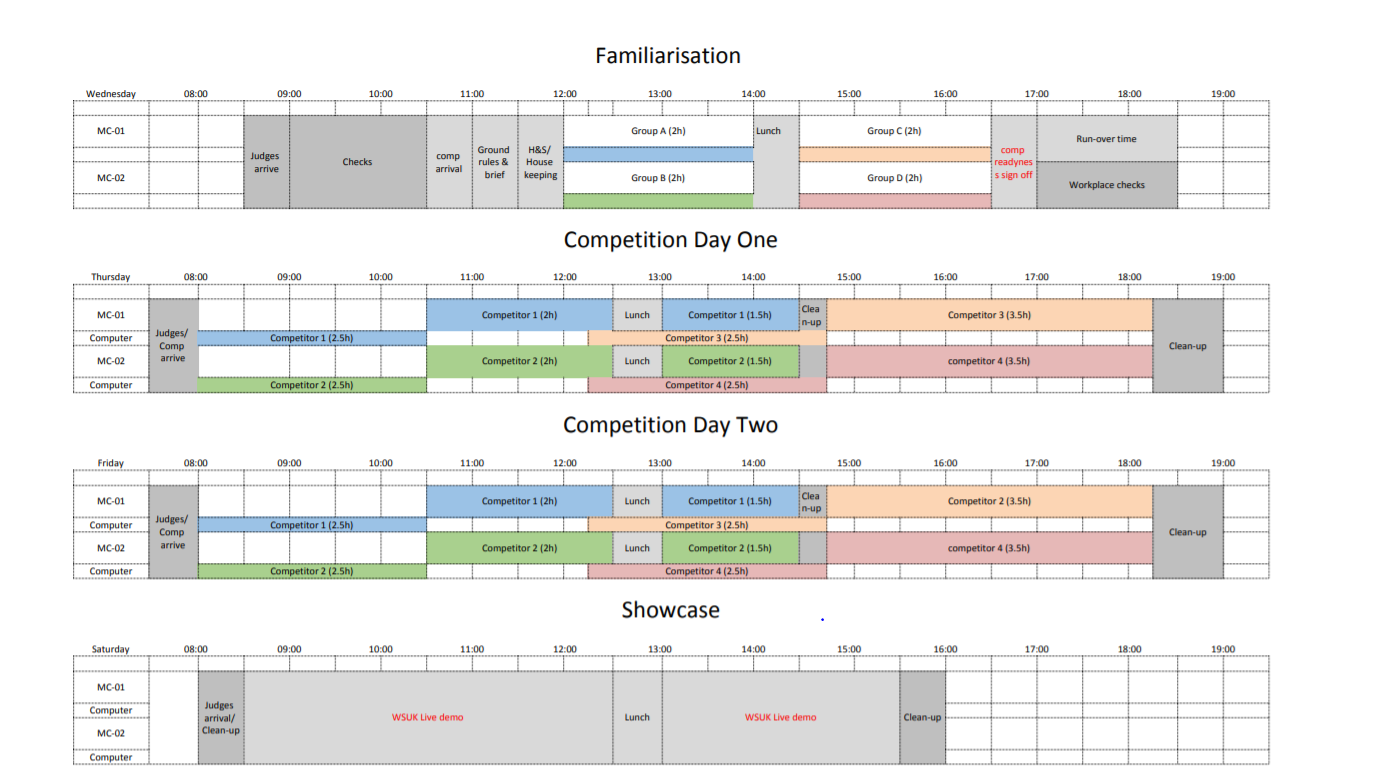 Familiarisation
Wednesday 08:00 09:00 10:00 11:00 12:00 13:00 14:00 15:00 16:00 17:00 18:00 19:00
MC-01
MC-02
Judges
arrive
Checks
comp
arrival
Ground
rules &
brief
H&S/
House
keeping
Group A (2h)
Group B (2h)
Lunch
Group C (2h)
Group D (2h)
comp
readynes
s sign off
Run-over time
Workplace checks
Competition Day One
Thursday 08:00 09:00 10:00 11:00 12:00 13:00 14:00 15:00 16:00 17:00 18:00 19:00
Judges/
Comp
arrive
MC-01 Competitor 1 (2h) Lunch Competitor 1 (1.5h)
Clea
n-up
Competitor 3 (3.5h)
Computer Competitor 1 (2.5h) Competitor 3 (2.5h)
MC-02 Competitor 2 (2h) Lunch Competitor 2 (1.5h) competitor 4 (3.5h)
Computer Competitor 2 (2.5h) Competitor 4 (2.5h)
Clean-up
Competition Day Two
Friday 08:00 09:00 10:00 11:00 12:00 13:00 14:00 15:00 16:00 17:00 18:00 19:00
Judges/
Comp
arrive
MC-01 Competitor 1 (2h) Lunch Competitor 1 (1.5h)
Clea
n-up
Competitor 2 (3.5h)
Computer Competitor 1 (2.5h) Competitor 3 (2.5h)
MC-02 Competitor 2 (2h) Lunch Competitor 2 (1.5h) competitor 4 (3.5h)
Computer Competitor 2 (2.5h) Competitor 4 (2.5h)
Clean-up
Showcase
Saturday 08:00 09:00 10:00 11:00 12:00 13:00 14:00 15:00 16:00 17:00 18:00 19:00
MC-01
Computer
MC-02
Computer
Judges
arrival/
Clean-up
WSUK Live demo
Lunch
WSUK Live demo
Clean-up